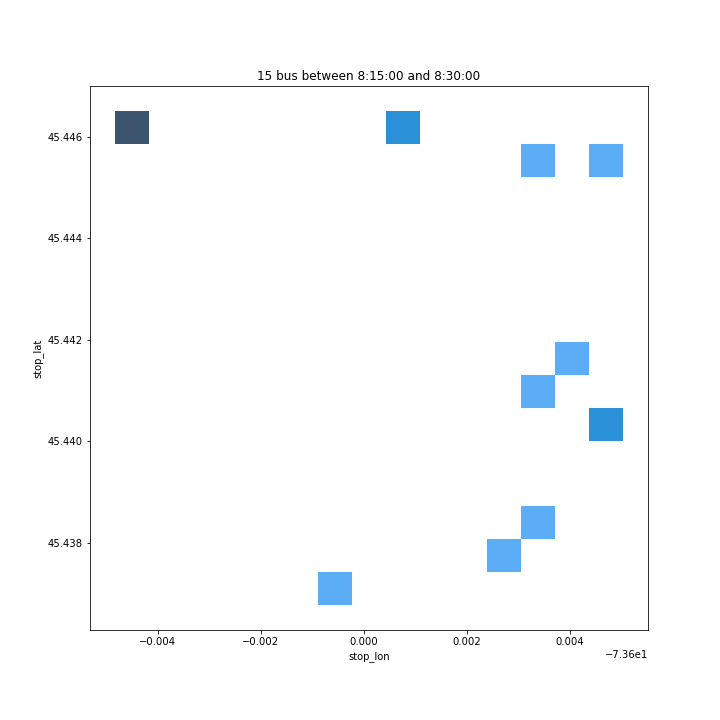 15 bus between 8:15:00 and 8:30:00
45.446
45.444
45.442
45.440
45.438
stop_lat
−0.004 −0.002 0.000 0.002 0.004
stop_lon
−7.36e1